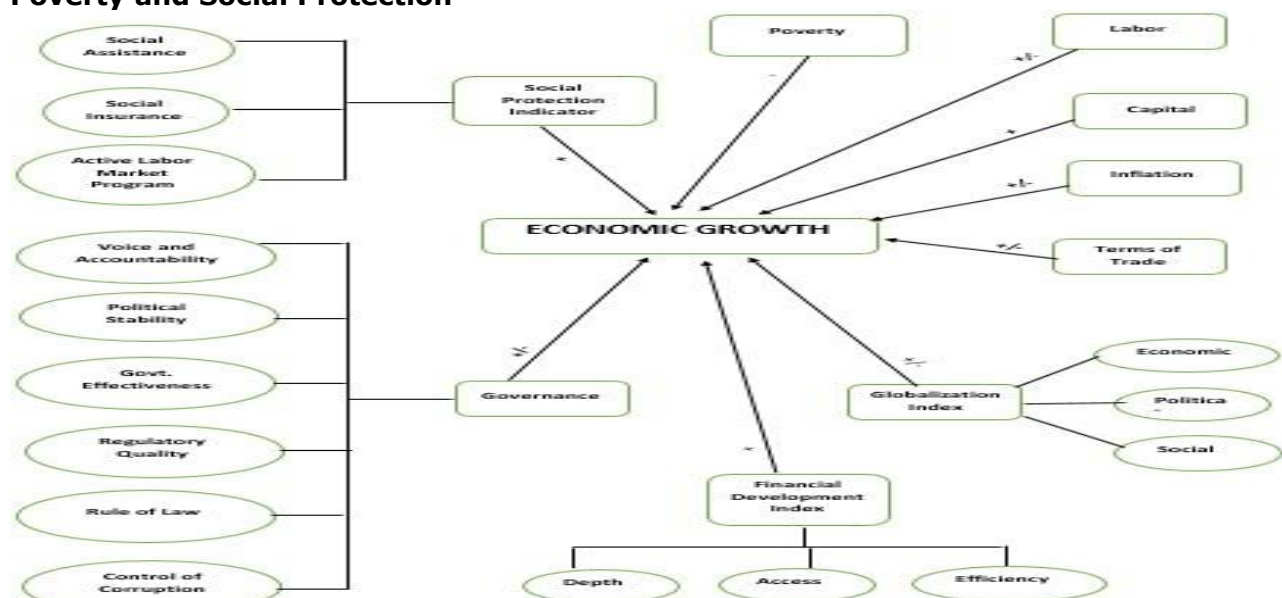 Poverty and Social Protection
Social
Assistance
Social
Insurance
Active Labor
Market
Program
Social
Protection
Indicator
Poverty
Labor
Capital
Inflation
Terms of
Trade
-
+/-
+
+/-
+/-
+
ECONOMIC GROWTH
Voice and
Accountability
Political
Stability
Govt.
Effectiveness
Regulatory
Quality
Rule of Law
Control of
Corruption
Governance
+/-
+/-
Globalization
Index
Economic
Politica
Social
Financial
Development
Index
Depth
Access
Efficiency